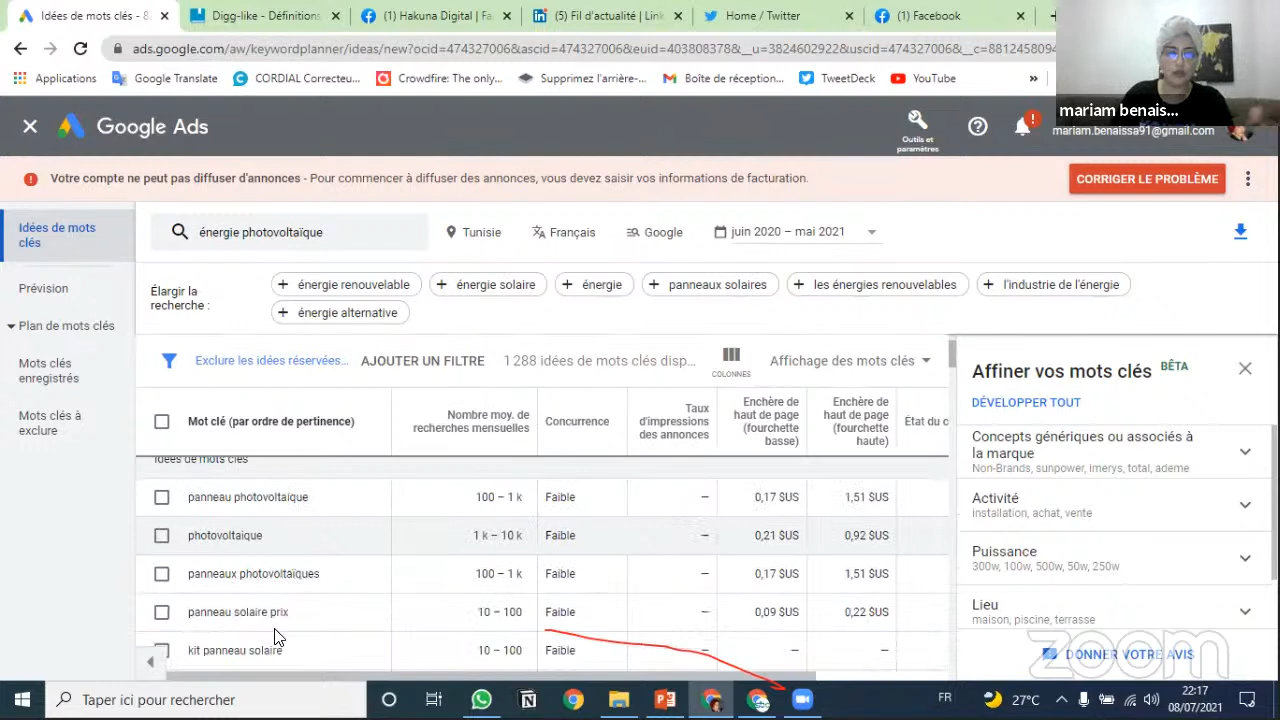 Idées de mots clés - 8
Digg-like - Définitions
(1) Hakuna Digital | Fa
(5) Fil d'actualité | Link
Home / Twitter
(1) Facebook
ads.google.com/aw/keywordplanner/ideas/new?ocid=474327006&ascid=474327006&euid=403808378&__u=3824602922&uscid=474327006&__c=8812458094
Applications
Google Translate
CORDIAL Correcteu...
Crowdfire: The only...
Supprimez l'arrière-...
Boîte de réception...
TweetDeck
YouTube
»
mariam benais...
Google Ads
Outils et
paramètres
mariam.benaissa91@gmail.com
Votre compte ne peut pas diffuser d'annonces - Pour commencer à diffuser des annonces, vous devez saisir vos informations de facturation.
CORRIGER LE PROBLÈME
Idées de mots
clés
Prévision
Plan de mots clés
Mots clés
enregistrés
Mots clés à
exclure
énergie photovoltaïque
Tunisie
Français
Google
juin 2020 – mai 2021
Élargir la
recherche :
+ énergie renouvelable
+ énergie solaire
+ énergie
+ panneaux solaires
+ les énergies renouvelables
+ l'industrie de l'énergie
+ énergie alternative
Exclure les idées réservées...
AJOUTER UN FILTRE
1 288 idées de mots clés disp...
COLONNES
Affichage des mots clés
Mot clé (par ordre de pertinence)
Nombre moy. de
recherches mensuelles
Concurrence
Taux
d'impressions
des annonces
Enchère de
haut de page
(fourchette
basse)
Enchère de
haut de page
(fourchette
haute)
État du c
Idées de mots clés
panneau photovoltaïque 100 – 1 k Faible – 0,17 $US 1,51 $US
photovoltaïque 1 k – 10 k Faible – 0,21 $US 0,92 $US
panneaux photovoltaïques 100 – 1 k Faible – 0,17 $US 1,51 $US
panneau solaire prix 10 – 100 Faible – 0,09 $US 0,22 $US
kit panneau solaire 10 – 100 Faible – – –
Affiner vos mots clés BÊTA
DÉVELOPPER TOUT
Concepts génériques ou associés à
la marque
Non-Brands, sunpower, imerys, total, ademe
Activité
installation, achat, vente
Puissance
300w, 100w, 500w, 50w, 250w
Lieu
maison, piscine, terrasse
DONNER VOTRE AVIS
zoom
Taper ici pour rechercher
FR
27°C
22:17
08/07/2021